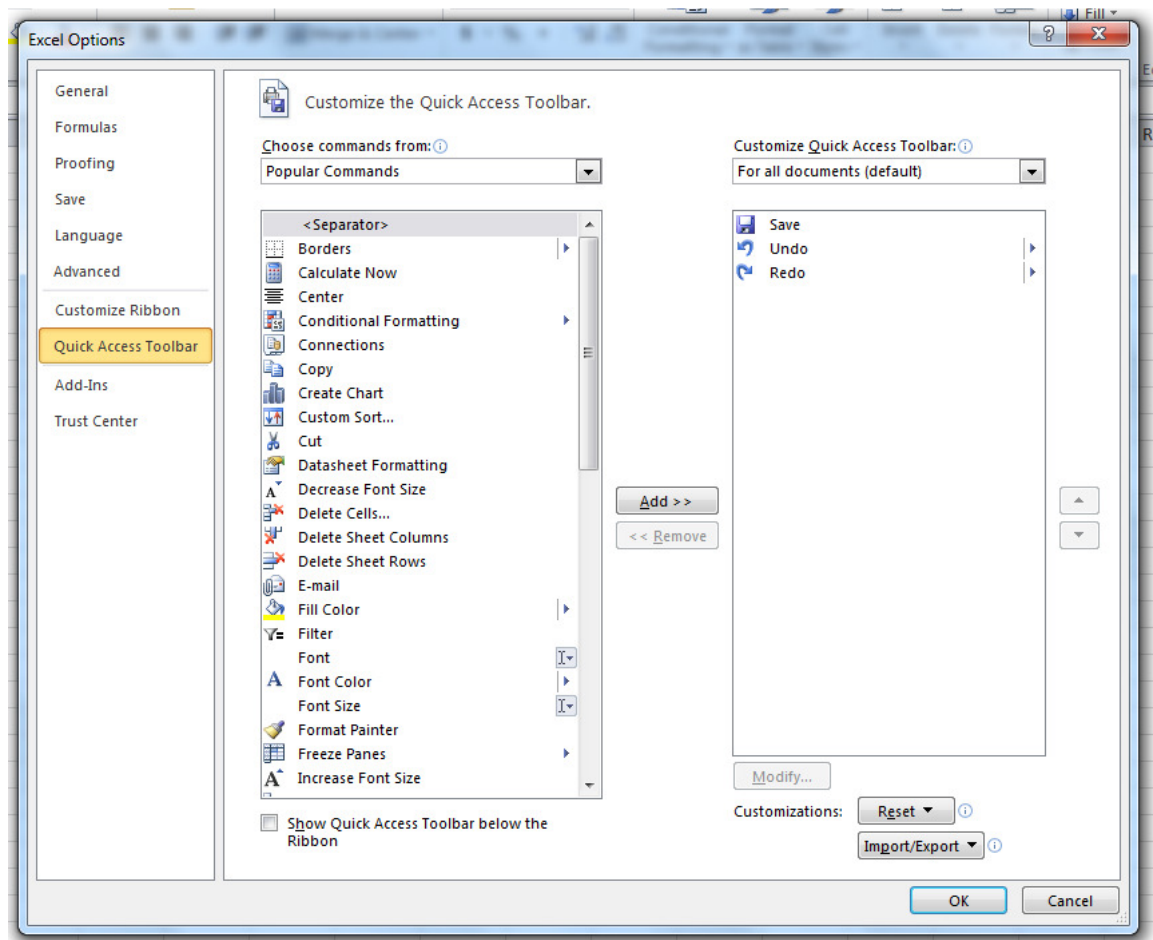 Fill
Excel Options
General
Formulas
Proofing
Save
Language
Advanced
Customize Ribbon
Quick Access Toolbar
Add-Ins
Trust Center
Customize the Quick Access Toolbar.
Choose commands from:
Popular Commands
<Separator>
Borders
Calculate Now
Center
Conditional Formatting
Connections
Copy
Create Chart
Custom Sort...
Cut
Datasheet Formatting
Decrease Font Size
Delete Cells...
Delete Sheet Columns
Delete Sheet Rows
E-mail
Fill Color
Filter
Font
Font Color
Font Size
Format Painter
Freeze Panes
Increase Font Size
Show Quick Access Toolbar below the
Ribbon
Add >>
<< Remove
Customize Quick Access Toolbar:
For all documents (default)
Save
Undo
Redo
Modify...
Customizations:
Reset
Import/Export
OK
Cancel
R